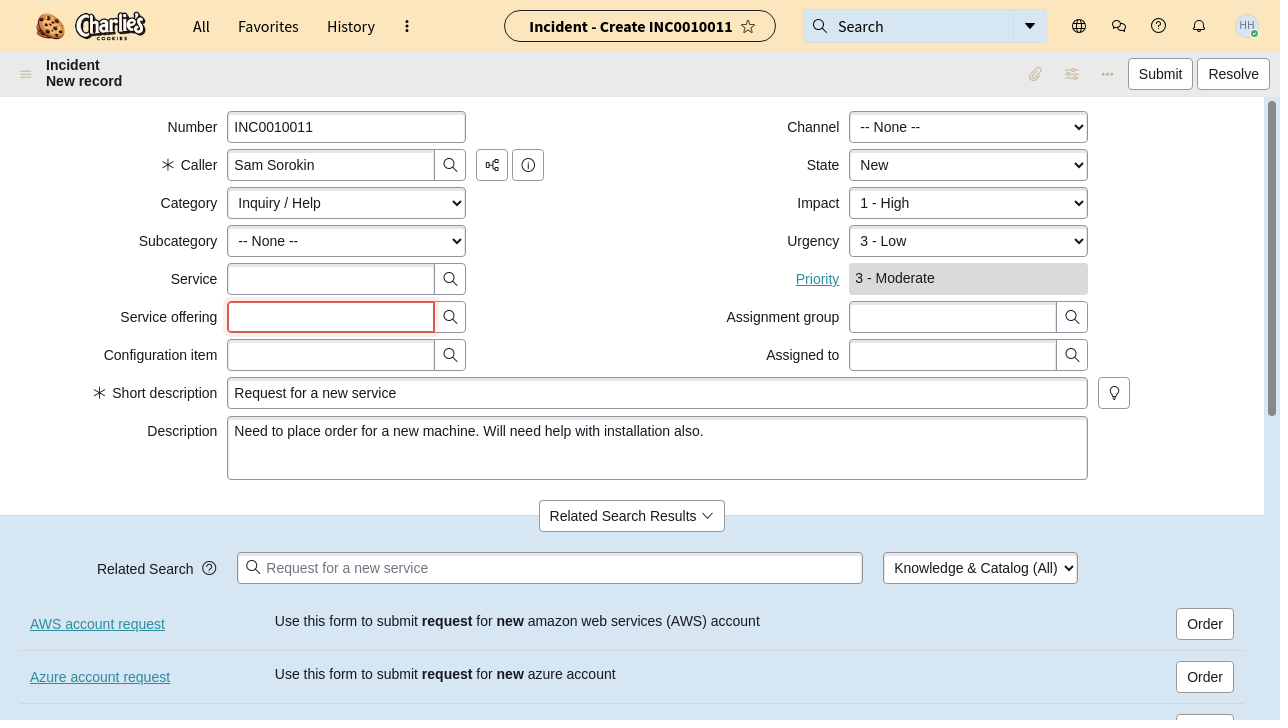 Charlie's
COOKIES
All
Favorites
History
Incident - Create INC0010011
Search
HH
Incident
New record
Submit
Resolve
Number
INC0010011
Channel
-- None --
Caller
Sam Sorokin
State
New
Category
Inquiry / Help
Impact
1 - High
Subcategory
-- None --
Urgency
3 - Low
Service
Priority
3 - Moderate
Service offering
Assignment group
Configuration item
Assigned to
Short description
Request for a new service
Description
Need to place order for a new machine. Will need help with installation also.
Related Search Results
Related Search
Request for a new service
Knowledge & Catalog (All)
AWS account request
Use this form to submit request for new amazon web services (AWS) account
Order
Azure account request
Use this form to submit request for new azure account
Order